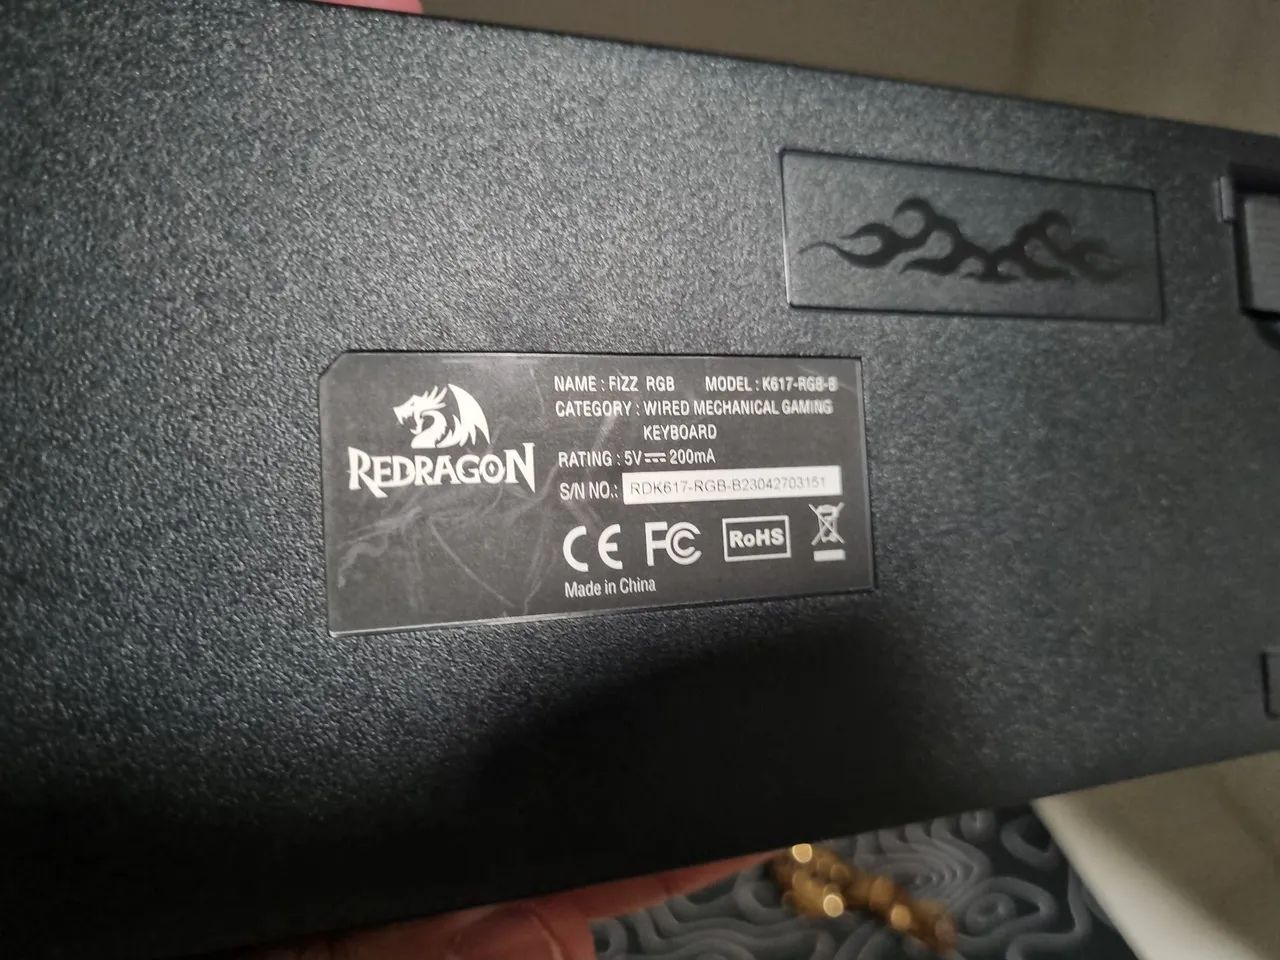 REDRAGON
NAME : FIZZ RGB MODEL : K617-RGB-B
CATEGORY : WIRED MECHANICAL GAMING
KEYBOARD
RATING : 5V⎓200mA
S/N NO.: RDK617-RGB-B23042703151
CE FC RoHS
Made in China